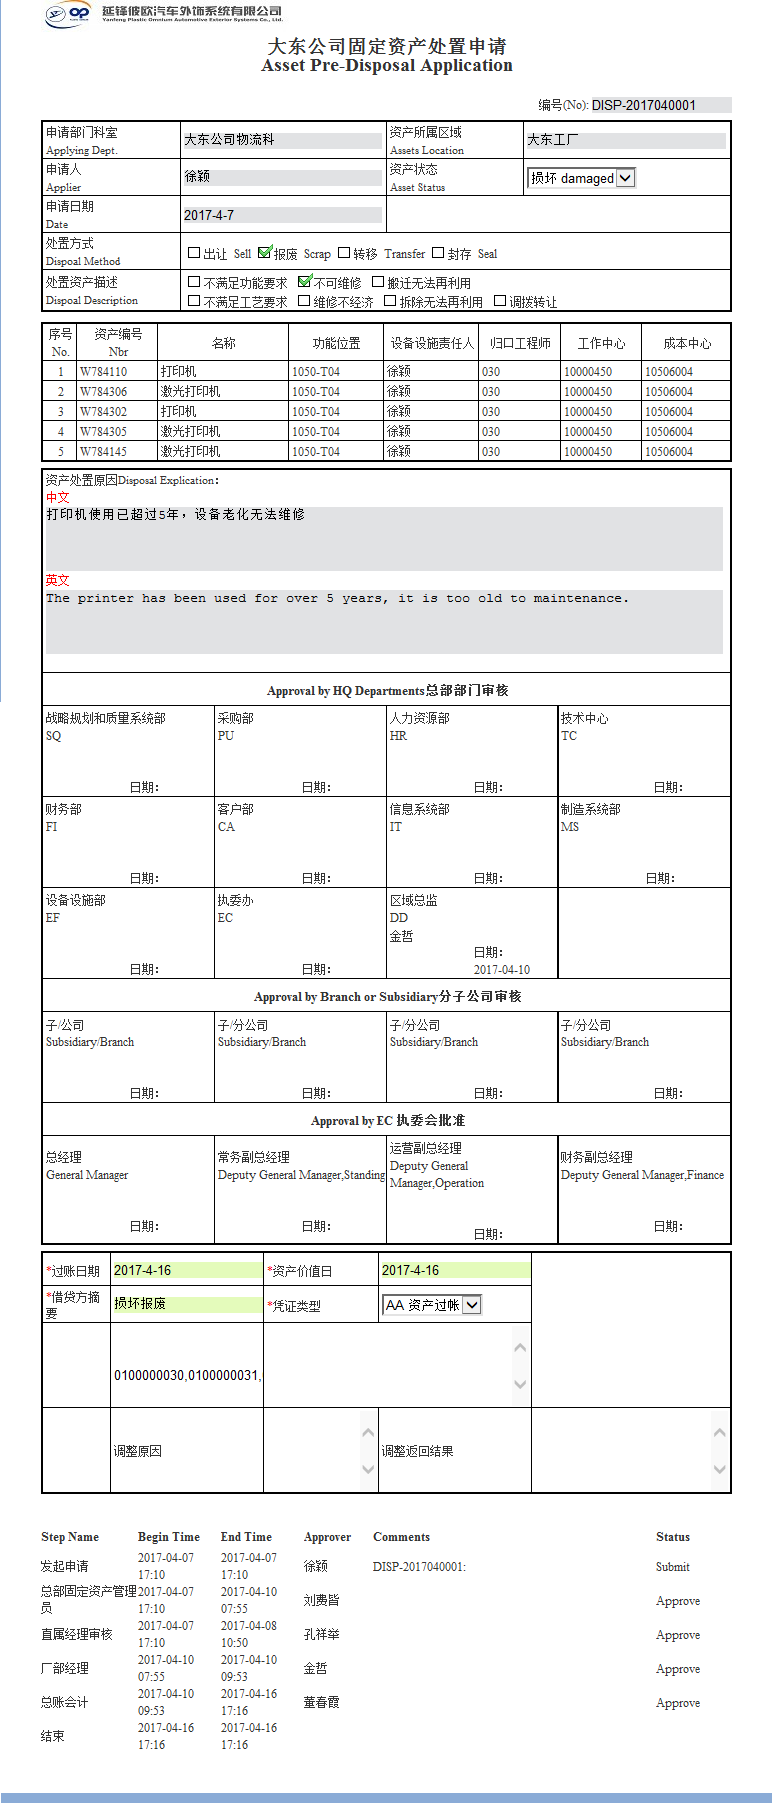 延锋彼欧汽车外饰系统有限公司
Yanfeng Plastic Omnium Automotive Exterior Systems Co.,Ltd.
大东公司固定资产处置申请
Asset Pre-Disposal Application
编号(No): DISP-2017040001
申请部门科室 大东公司物流科 资产所属区域 大东工厂
Applying Dept. Assets Location
申请人 徐颖 资产状态 损坏 damaged
Applier Asset Status
申请日期 2017-4-7
Date
处置方式 出让 Sell 报废 Scrap 转移 Transfer 封存 Seal
Dispoal Method
处置资产描述 不满足功能要求 不可维修 搬迁无法再利用
Dispoal Description 不满足工艺要求 维修不经济 拆除无法再利用 调拨转让
序号 资产编号 名称 功能位置 设备设施责任人 归口工程师 工作中心 成本中心
No. Nbr
1 W784110 打印机 1050-T04 徐颖 030 10000450 10506004
2 W784306 激光打印机 1050-T04 徐颖 030 10000450 10506004
3 W784302 打印机 1050-T04 徐颖 030 10000450 10506004
4 W784305 激光打印机 1050-T04 徐颖 030 10000450 10506004
5 W784145 激光打印机 1050-T04 徐颖 030 10000450 10506004
资产处置原因Disposal Explication:
中文
打印机使用已超过5年，设备老化无法维修
英文
The printer has been used for over 5 years, it is too old to maintenance.
Approval by HQ Departments总部部门审核
战略规划和质量系统部 采购部 人力资源部 技术中心
SQ PU HR TC
日期: 日期: 日期: 日期:
财务部 客户部 信息系统部 制造系统部
FI CA IT MS
日期: 日期: 日期: 日期:
设备设施部 执委办 区域总监
EF EC DD
金哲
日期: 日期: 日期:
2017-04-10
Approval by Branch or Subsidiary分子公司审核
子/公司 子/分公司 子/分公司 子/分公司
Subsidiary/Branch Subsidiary/Branch Subsidiary/Branch Subsidiary/Branch
日期: 日期: 日期: 日期:
Approval by EC 执委会批准
总经理 常务副总经理 运营副总经理 财务副总经理
General Manager Deputy General Manager,Standing Deputy General Deputy General Manager,Finance
Manager,Operation
日期: 日期: 日期: 日期:
*过账日期 2017-4-16 *资产价值日 2017-4-16
*借贷方摘 损坏报废 *凭证类型 AA 资产过帐
要
0100000030,0100000031,
调整原因 调整返回结果
Step Name Begin Time End Time Approver Comments Status
发起申请 2017-04-07 2017-04-07 徐颖 DISP-2017040001: Submit
17:10 17:10
总部固定资产管理 2017-04-07 2017-04-10 Approve
员 17:10 07:55
直属经理审核 2017-04-07 2017-04-08 孔祥举 Approve
17:10 10:50
厂部经理 2017-04-10 2017-04-10 金哲 Approve
07:55 09:53
总账会计 2017-04-10 2017-04-16 董春霞 Approve
09:53 17:16
结束 2017-04-16 2017-04-16
17:16 17:16